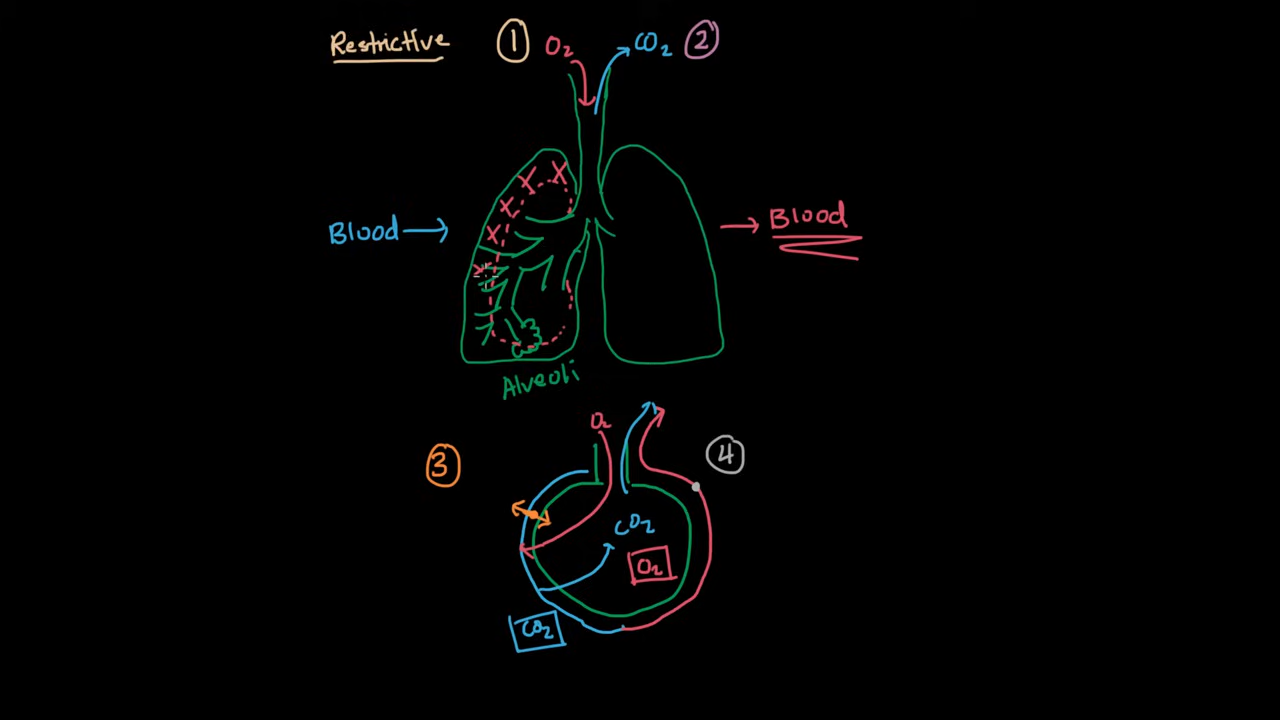 Restrictive
1 O2 CO2 2
x x
x
x
x
Blood → → Blood
Alveoli
O2
3 4
CO2
O2
CO2